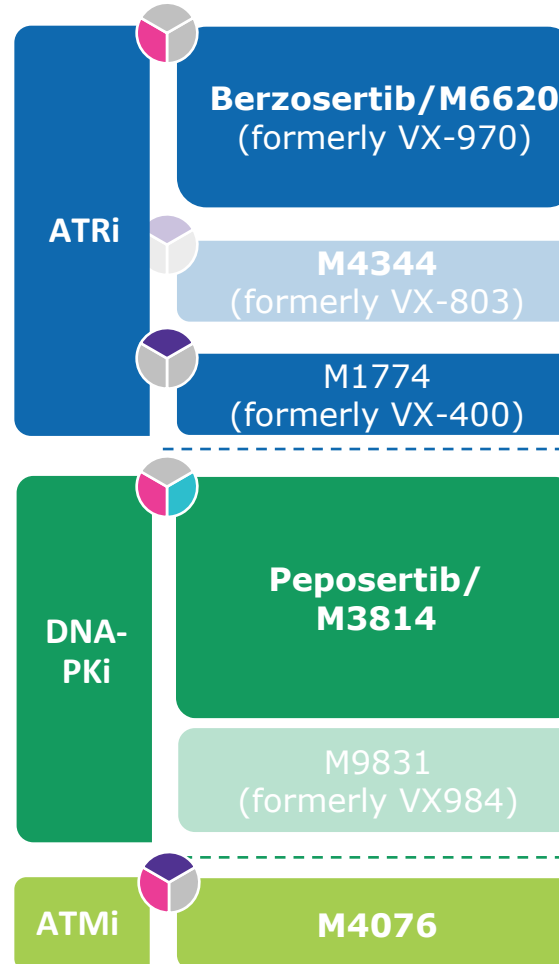 ATRi
Berzosertib/M6620
(formerly VX-970)
M4344
(formerly VX-803)
M1774
(formerly VX-400)
DNA-
PKi
Peposertib/
M3814
M9831
(formerly VX984)
ATMi
M4076